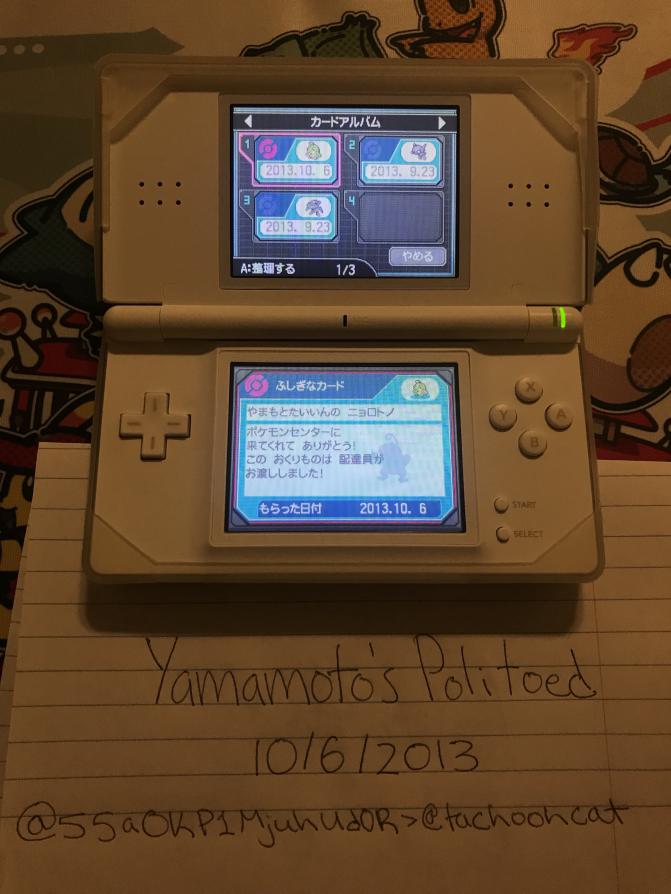 カードアルバム
1
2013.10. 6
2
2013. 9.23
3
2013. 9.23
4
やめる
A:整理する 1/3
ふしぎなカード
やまもとたいいんの ニョロトノ
ポケモンセンターに
来てくれて ありがとう!
この おくりものは 配達員が
お渡ししました!
もらった日付 2013.10. 6
X
Y
A
B
START
SELECT
Yamamoto's Politoed
10/6/2013
@55aOKP1MjuhUdOR>@tachoohcat